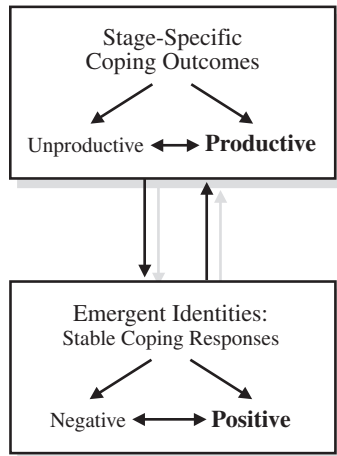 Stage-Specific
Coping Outcomes
Unproductive Productive
Emergent Identities:
Stable Coping Responses
Negative Positive